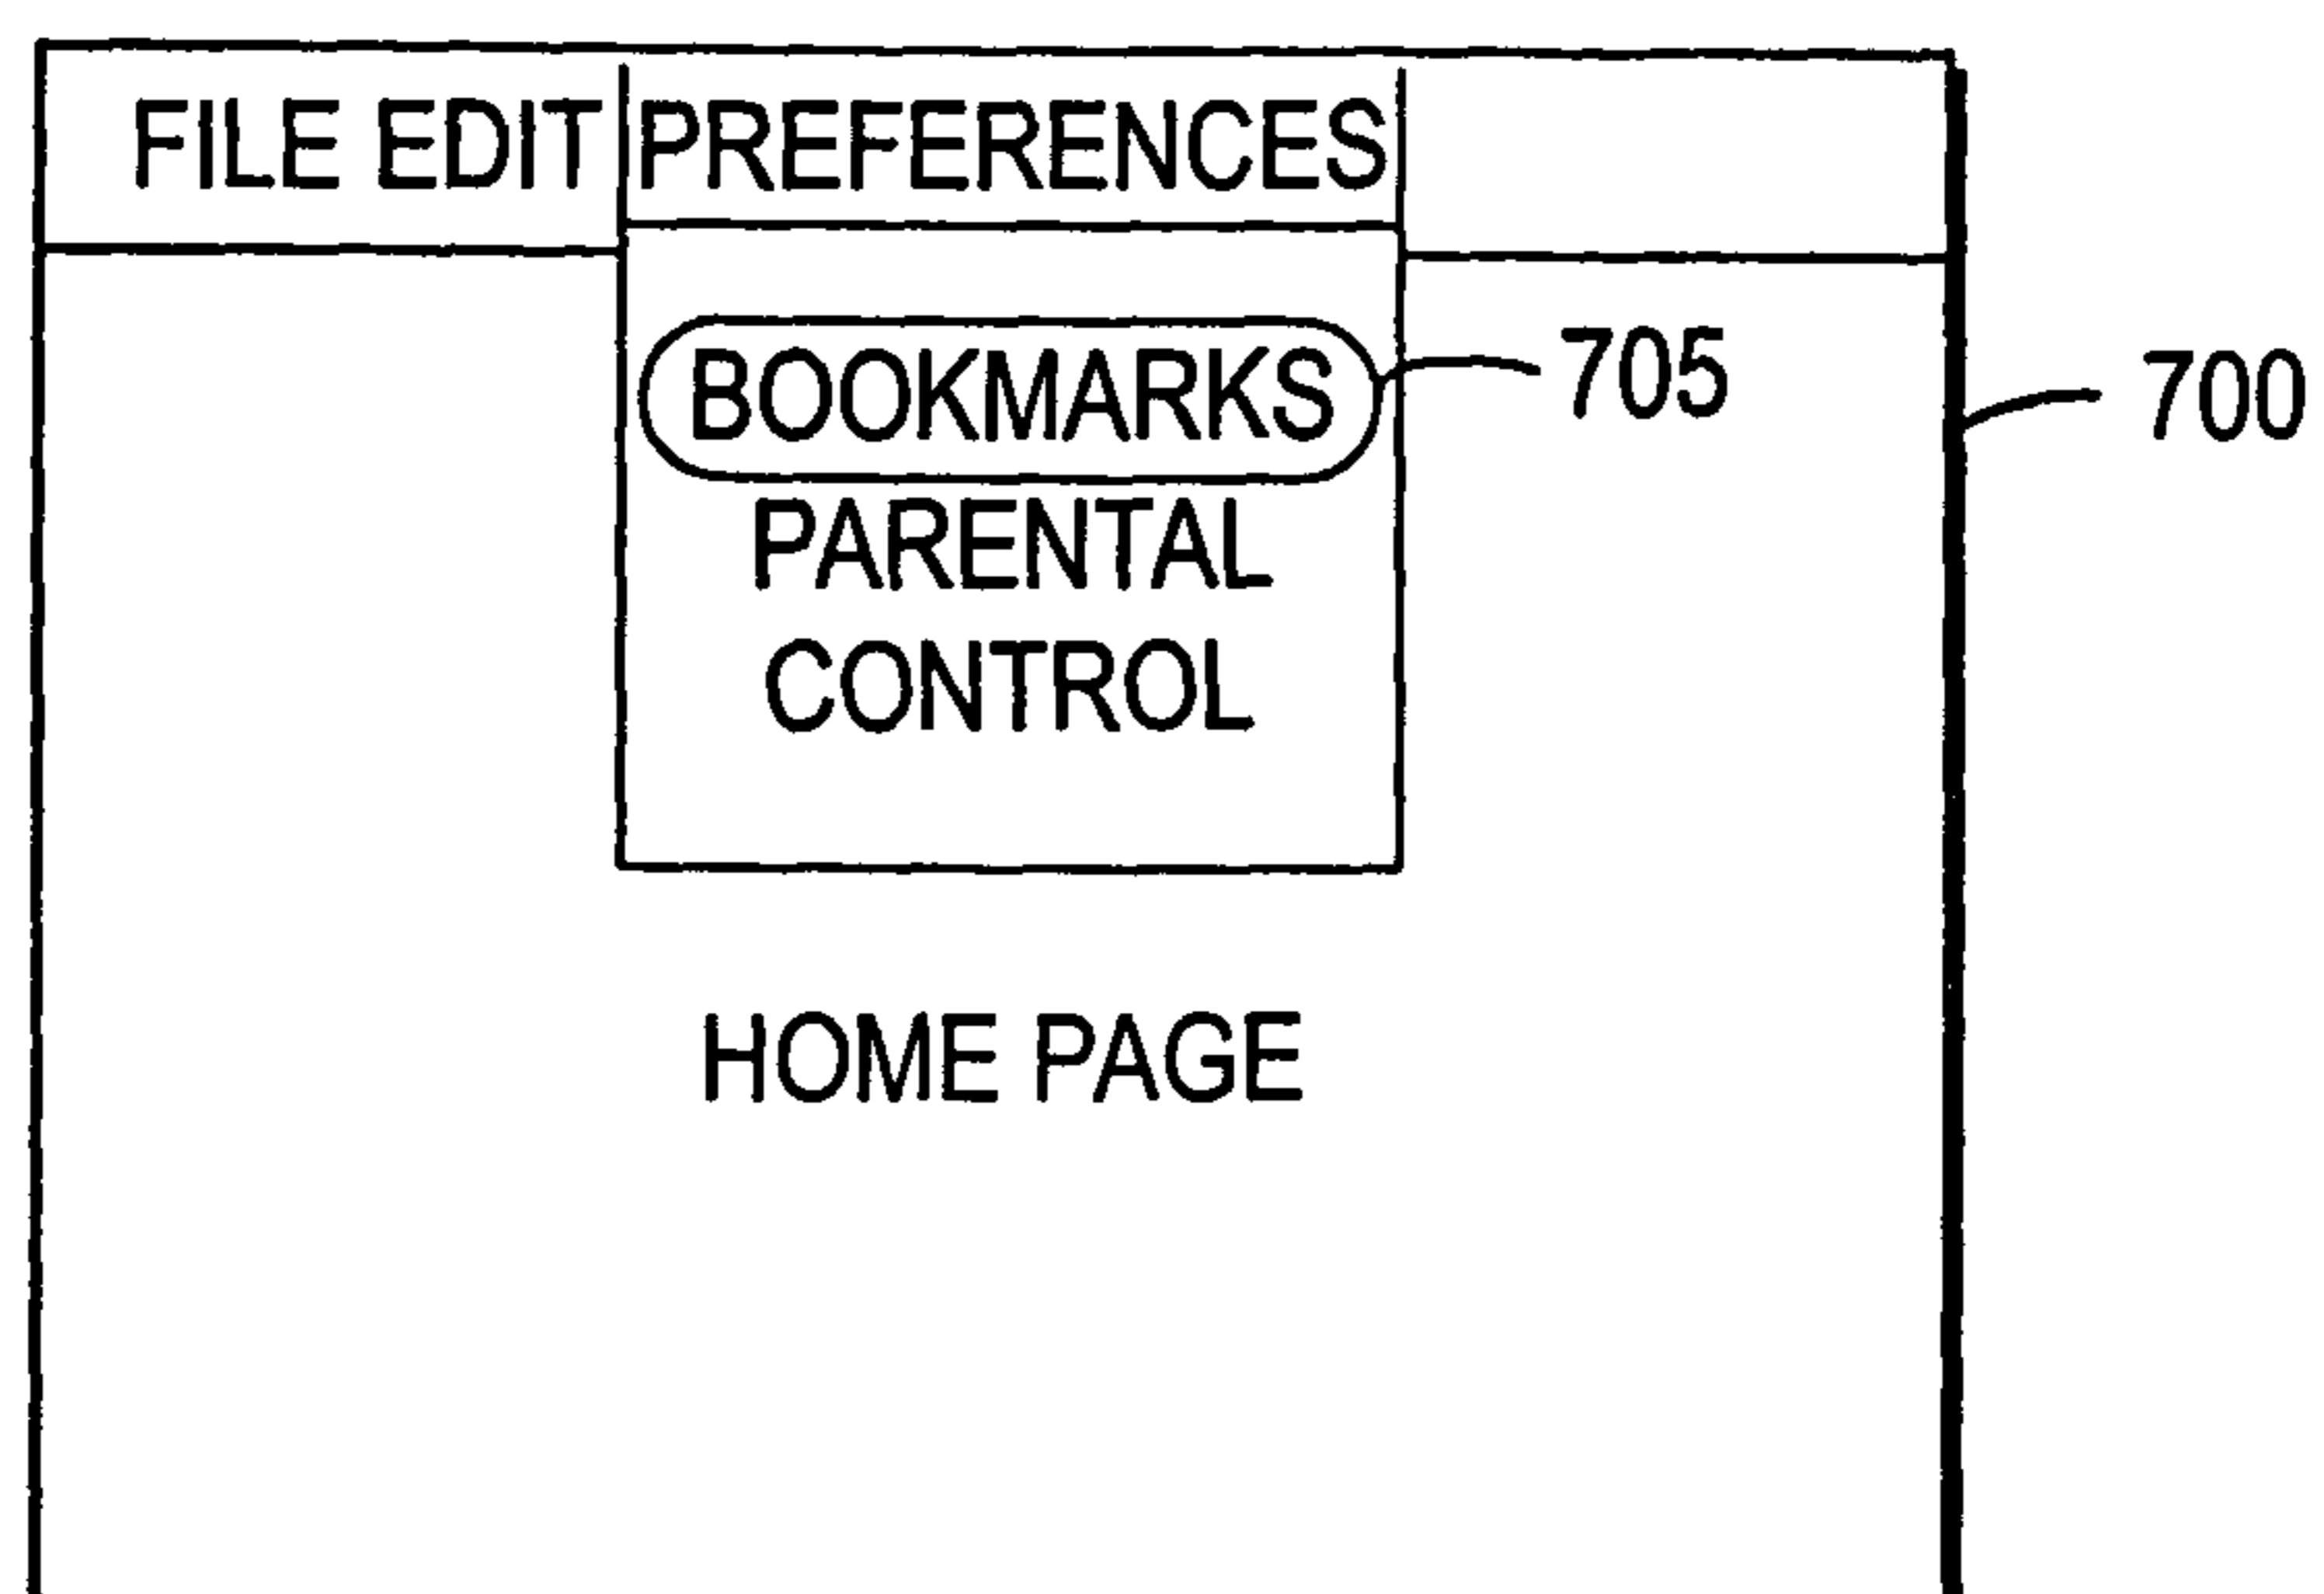 FILE EDIT PREFERENCES
BOOKMARKS
705
700
PARENTAL
CONTROL
HOME PAGE